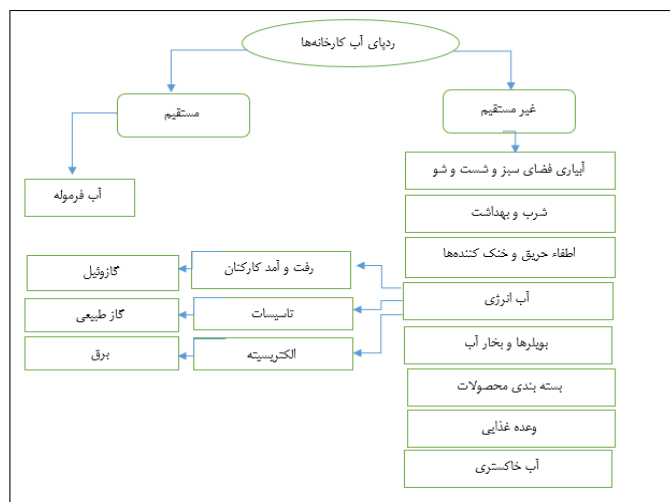 ردپای آب کارخانه‌ها
غیر مستقیم
مستقیم
آبیاری فضای سبز و شست و شو
شرب و بهداشت
اطفاء حریق و خنک کننده‌ها
آب انرژی
بویلرها و بخار آب
بسته بندی محصولات
وعده غذایی
آب خاکستری
رفت و آمد کارکنان
گازوئیل
تاسیسات
گاز طبیعی
الکتریسیته
برق
آب فرموله